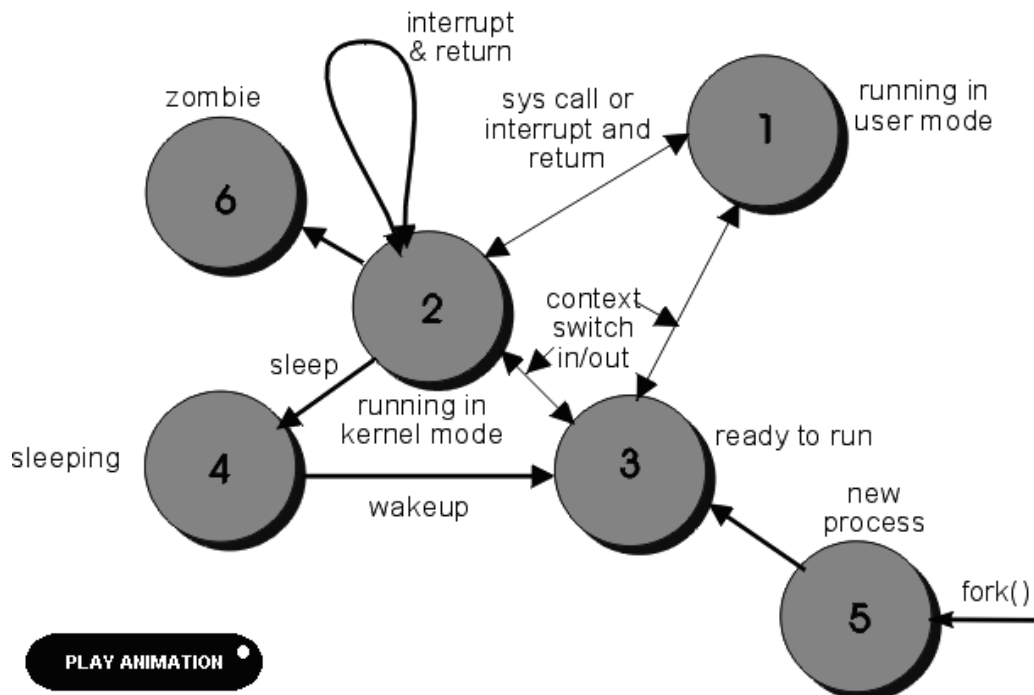 interrupt
& return
zombie
6
sys call or
interrupt and
return
1
running in
user mode
2
context
switch
in/out
sleep
running in
kernel mode
sleeping
4
wakeup
3
ready to run
new
process
5
fork()
PLAY ANIMATION